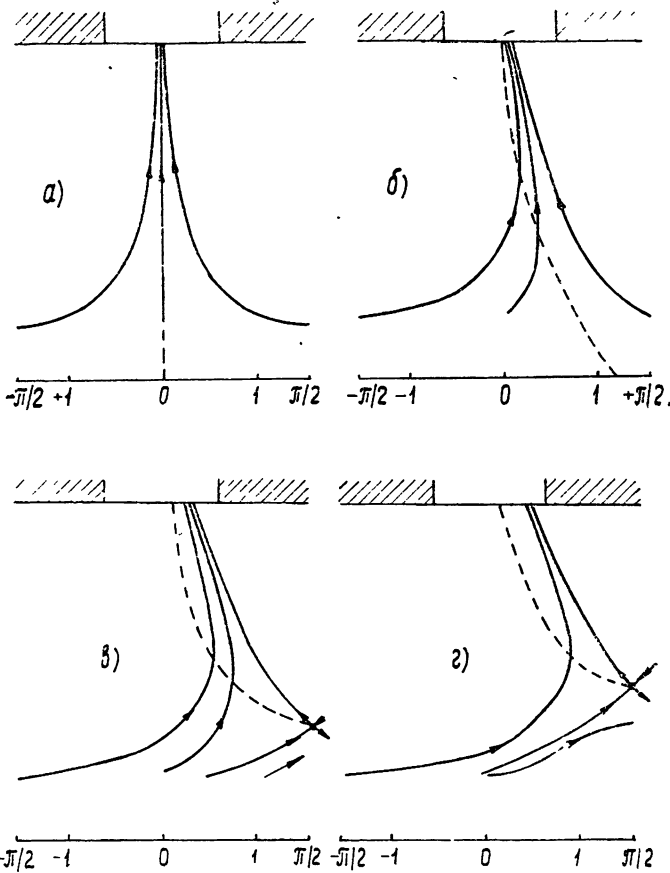 а)
б)
-π/2 +1 0 1 π/2
-π/2 -1 0 1 +π/2.
в)
г)
-π/2 -1 0 1 π/2
-π/2 -1 0 1 π/2